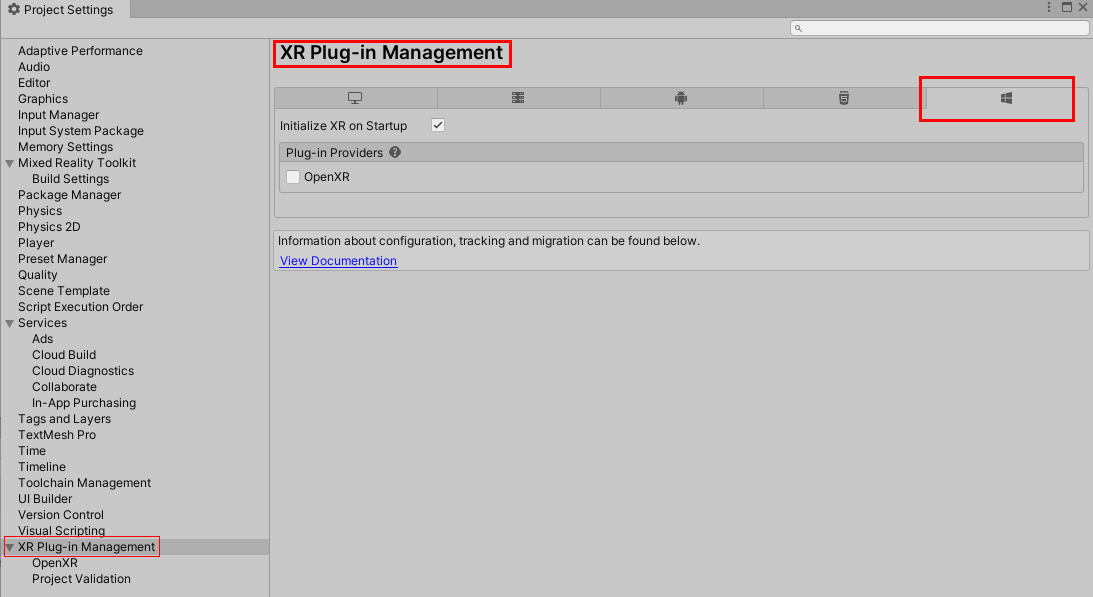 Project Settings
XR Plug-in Management
Adaptive Performance
Audio
Editor
Graphics
Input Manager
Input System Package
Memory Settings
Mixed Reality Toolkit
Build Settings
Package Manager
Physics
Physics 2D
Player
Preset Manager
Quality
Scene Template
Script Execution Order
Services
Ads
Cloud Build
Cloud Diagnostics
Collaborate
In-App Purchasing
Tags and Layers
TextMesh Pro
Time
Timeline
Toolchain Management
UI Builder
Version Control
Visual Scripting
XR Plug-in Management
OpenXR
Project Validation
Initialize XR on Startup
Plug-in Providers ?
OpenXR
Information about configuration, tracking and migration can be found below.
View Documentation